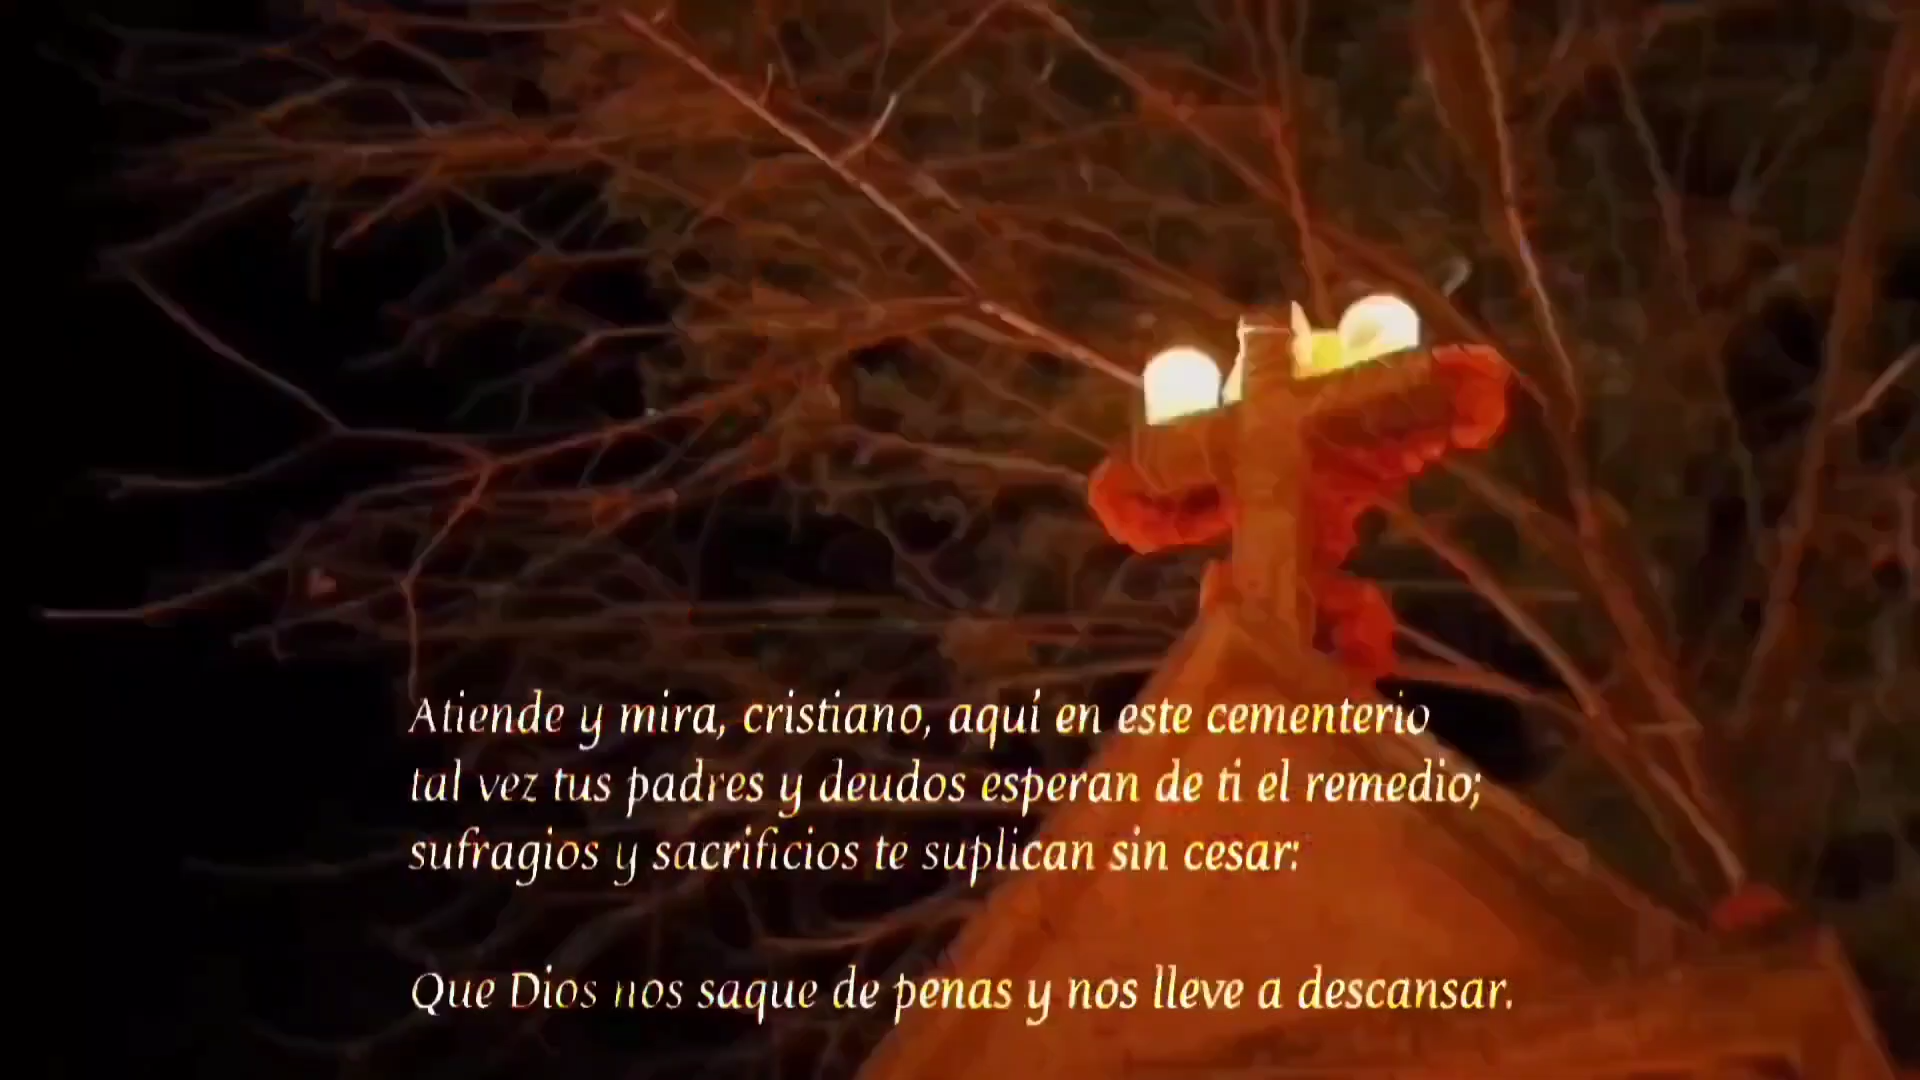 Atiende y mira, cristiano, aquí en este cementerio
tal vez tus padres y deudos esperan de ti el remedio;
sufragios y sacrificios te suplican sin cesar:
Que Dios nos saque de penas y nos lleve a descansar.